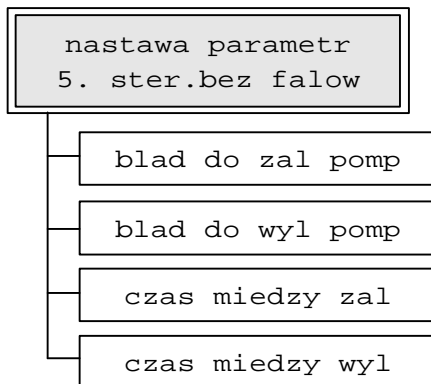 nastawa parametr
5. ster.bez falow
blad do zal pomp
blad do wyl pomp
czas miedzy zal
czas miedzy wyl